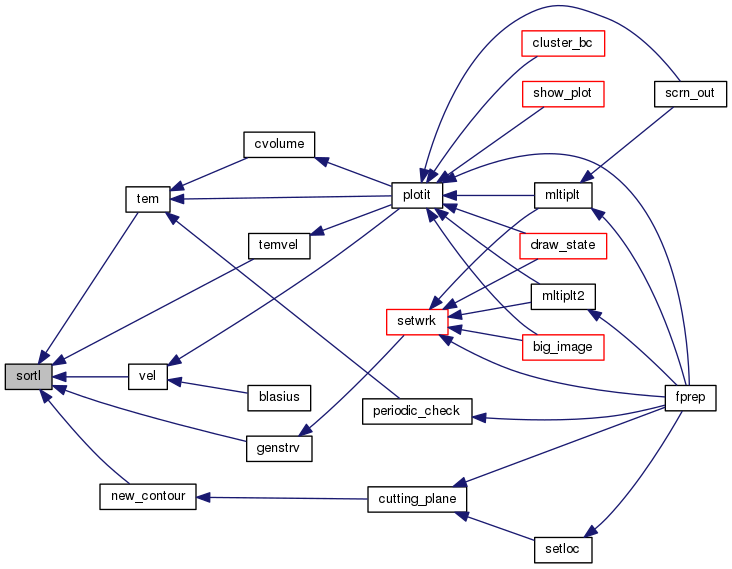 cluster_bc
show_plot
scrn_out
cvolume
tem
plotit
mltiplt
temvel
draw_state
mltiplt2
setwrk
big_image
sortl
vel
blasius
periodic_check
fprep
genstrv
new_contour
cutting_plane
setloc